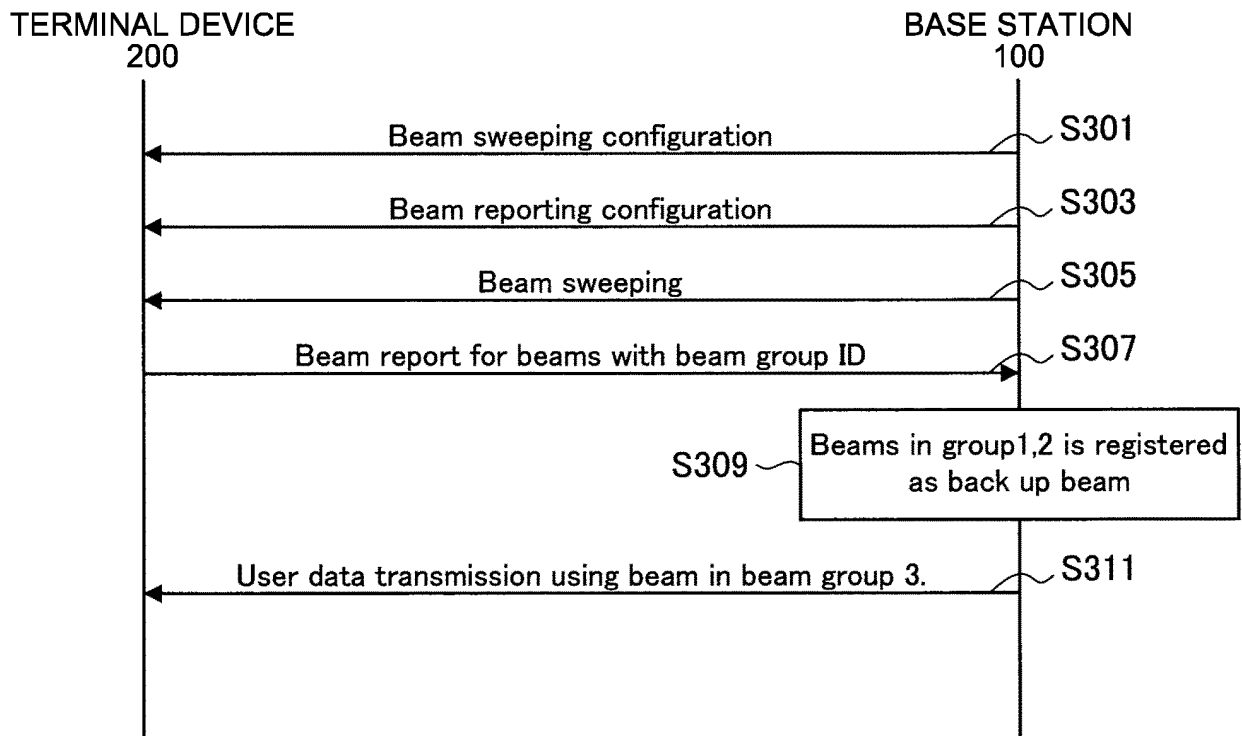 TERMINAL DEVICE
200
BASE STATION
100
Beam sweeping configuration
S301
Beam reporting configuration
S303
Beam sweeping
S305
Beam report for beams with beam group ID
S307
S309
Beams in group1,2 is registered
as back up beam
User data transmission using beam in beam group 3.
S311